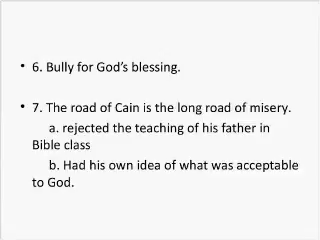 • 6. Bully for God’s blessing.
• 7. The road of Cain is the long road of misery.
a. rejected the teaching of his father in
Bible class
b. Had his own idea of what was acceptable
to God.